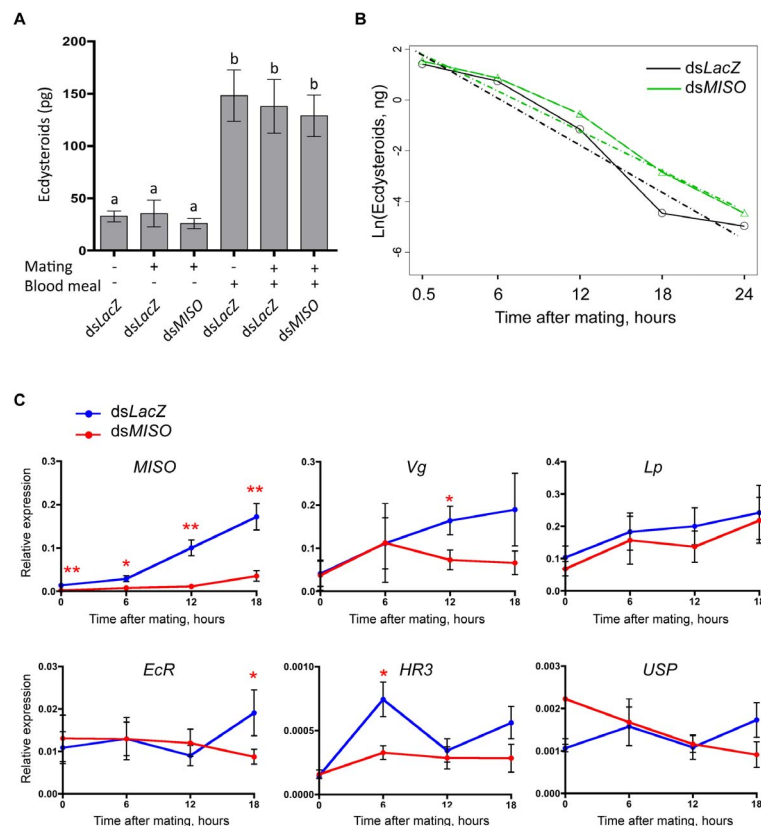 A
Ecdysteroids (pg)
200
150
100
50
0
a
a
a
b
b
b
Mating - + + - + +
Blood meal - - - + + +
dsLacZ dsLacZ dsMISO dsLacZ dsLacZ dsMISO
B
Ln(Ecdysteroids, ng)
2
0
-2
-4
-6
dsLacZ
dsMISO
0.5 6 12 18 24
Time after mating, hours
C
dsLacZ
dsMISO
MISO
Relative expression
0.3
0.2
0.1
0.0
**
*
**
**
0 6 12 18
Time after mating, hours
Vg
0.3
0.2
0.1
0.0
*
0 6 12 18
Time after mating, hours
Lp
0.4
0.3
0.2
0.1
0.0
0 6 12 18
Time after mating, hours
EcR
Relative expression
0.03
0.02
0.01
0.00
*
0 6 12 18
Time after mating, hours
HR3
0.0010
0.0005
0.0000
*
0 6 12 18
Time after mating, hours
USP
0.003
0.002
0.001
0.000
0 6 12 18
Time after mating, hours